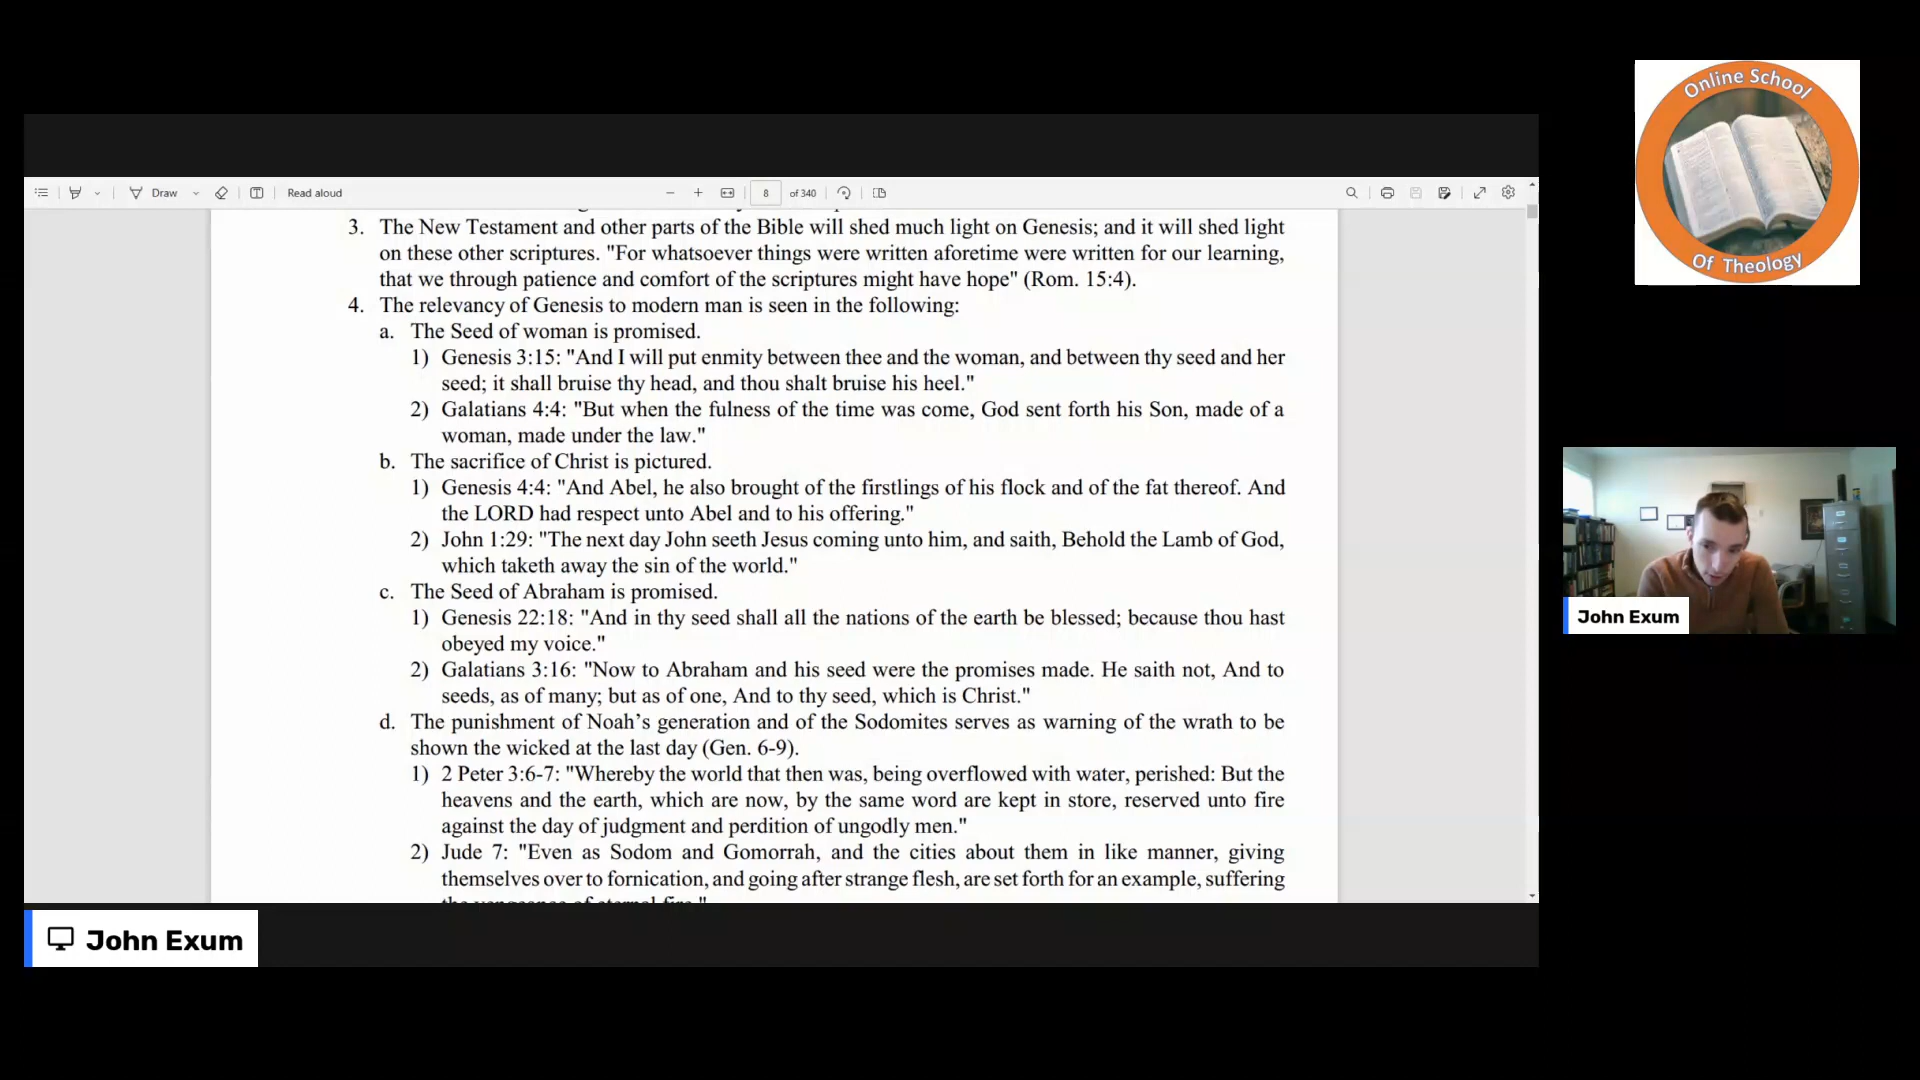 Online School
Of Theology
Draw
Read aloud
8
of 340
3. The New Testament and other parts of the Bible will shed much light on Genesis; and it will shed light
on these other scriptures. "For whatsoever things were written aforetime were written for our learning,
that we through patience and comfort of the scriptures might have hope" (Rom. 15:4).
4. The relevancy of Genesis to modern man is seen in the following:
a. The Seed of woman is promised.
1) Genesis 3:15: "And I will put enmity between thee and the woman, and between thy seed and her
seed; it shall bruise thy head, and thou shalt bruise his heel."
2) Galatians 4:4: "But when the fulness of the time was come, God sent forth his Son, made of a
woman, made under the law."
b. The sacrifice of Christ is pictured.
1) Genesis 4:4: "And Abel, he also brought of the firstlings of his flock and of the fat thereof. And
the LORD had respect unto Abel and to his offering."
2) John 1:29: "The next day John seeth Jesus coming unto him, and saith, Behold the Lamb of God,
which taketh away the sin of the world."
c. The Seed of Abraham is promised.
1) Genesis 22:18: "And in thy seed shall all the nations of the earth be blessed; because thou hast
obeyed my voice."
2) Galatians 3:16: "Now to Abraham and his seed were the promises made. He saith not, And to
seeds, as of many; but as of one, And to thy seed, which is Christ."
d. The punishment of Noah’s generation and of the Sodomites serves as warning of the wrath to be
shown the wicked at the last day (Gen. 6-9).
1) 2 Peter 3:6-7: "Whereby the world that then was, being overflowed with water, perished: But the
heavens and the earth, which are now, by the same word are kept in store, reserved unto fire
against the day of judgment and perdition of ungodly men."
2) Jude 7: "Even as Sodom and Gomorrah, and the cities about them in like manner, giving
themselves over to fornication, and going after strange flesh, are set forth for an example, suffering
the vengeance of eternal fire."
John Exum
John Exum